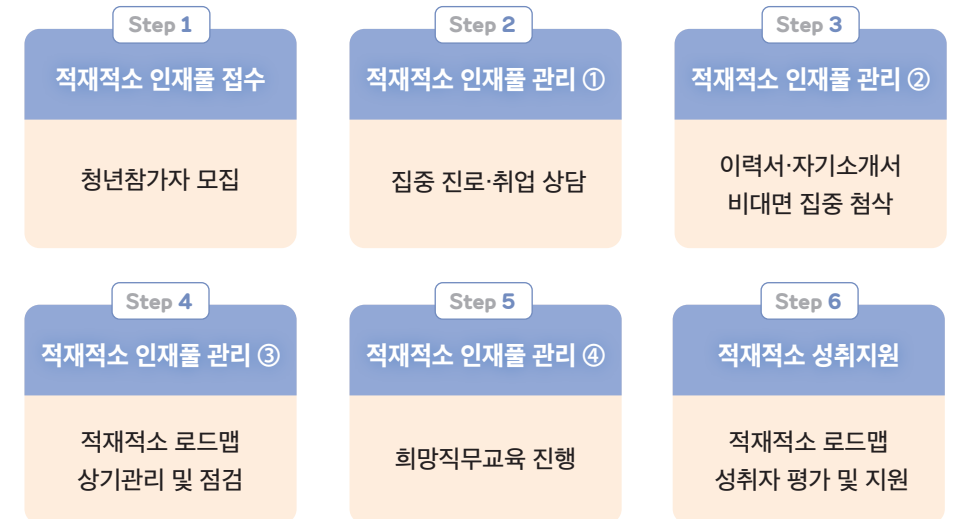 Step 1
적재적소 인재풀 접수
청년참가자 모집
Step 2
적재적소 인재풀 관리 ①
집중 진로·취업 상담
Step 3
적재적소 인재풀 관리 ②
이력서·자기소개서
비대면 집중 첨삭
Step 4
적재적소 인재풀 관리 ③
적재적소 로드맵
상기관리 및 점검
Step 5
적재적소 인재풀 관리 ④
희망직무교육 진행
Step 6
적재적소 성취지원
적재적소 로드맵
성취자 평가 및 지원